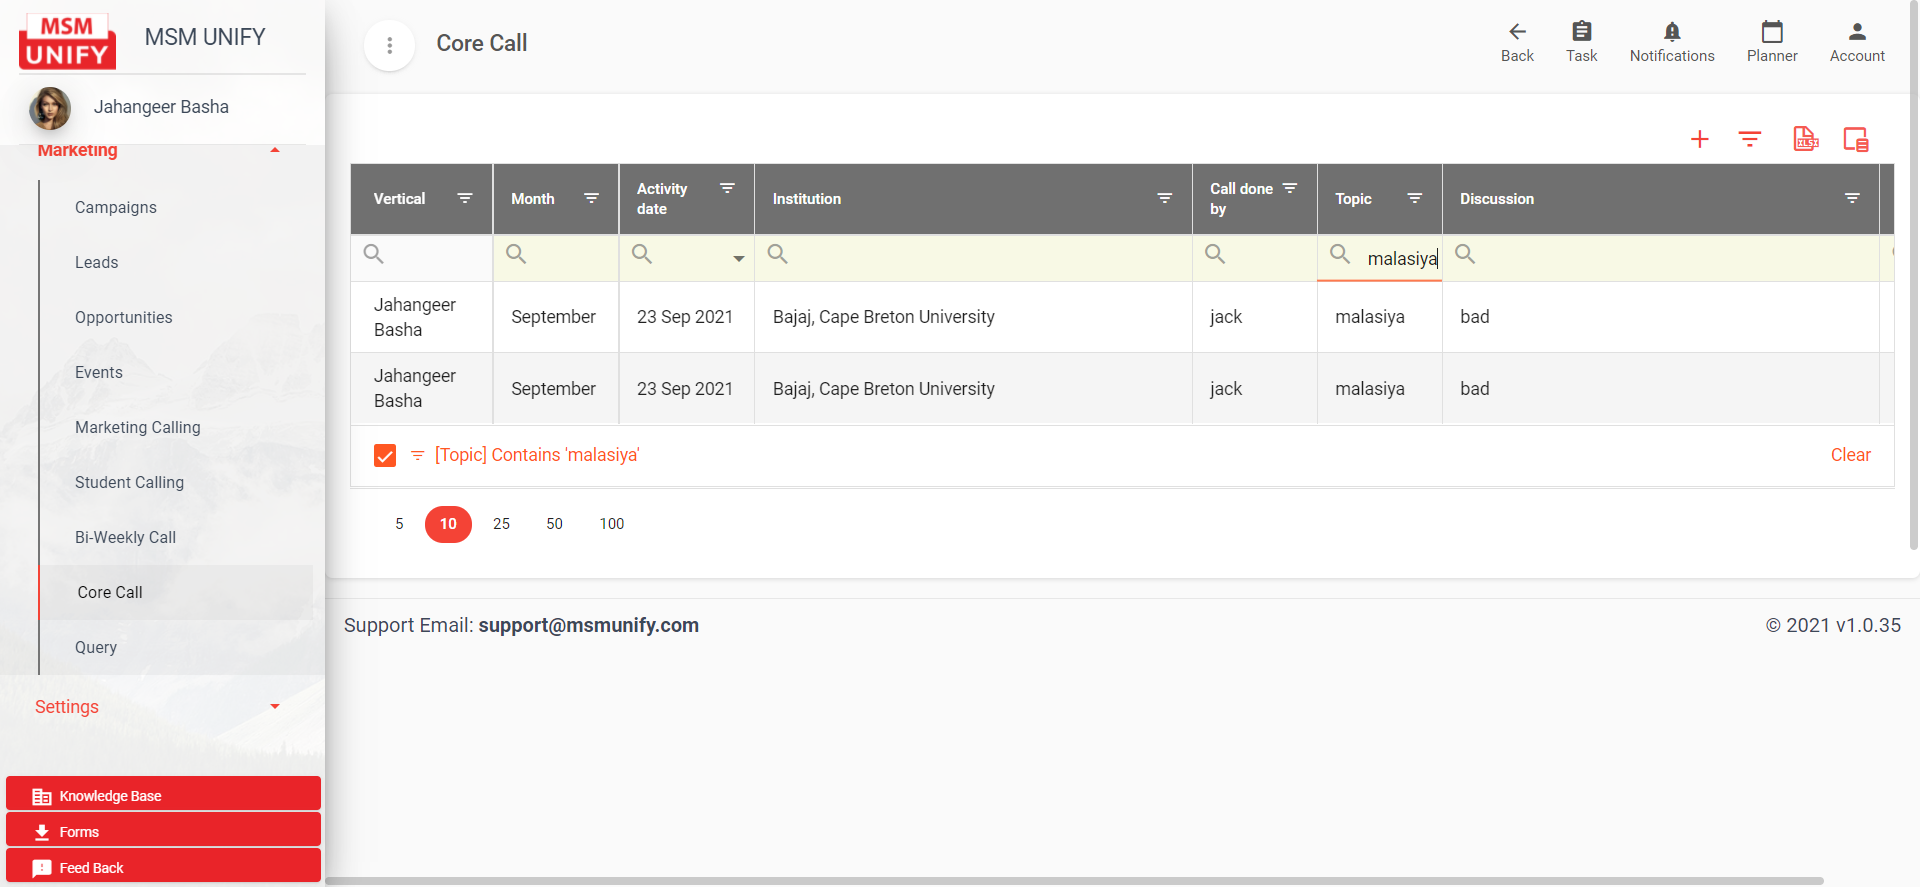 MSM
UNIFY
MSM UNIFY
Jahangeer Basha
Marketing
Campaigns
Leads
Opportunities
Events
Marketing Calling
Student Calling
Bi-Weekly Call
Core Call
Query
Settings
Knowledge Base
Forms
Feed Back
Core Call
Back
Task
Notifications
Planner
Account
XLSX
Vertical
Month
Activity
date
Institution
Call done
by
Topic
Discussion
malasiya
Jahangeer
Basha
September
23 Sep 2021
Bajaj, Cape Breton University
jack
malasiya
bad
Jahangeer
Basha
September
23 Sep 2021
Bajaj, Cape Breton University
jack
malasiya
bad
[Topic] Contains 'malasiya'
Clear
5 10 25 50 100
Support Email: support@msmunify.com
© 2021 v1.0.35